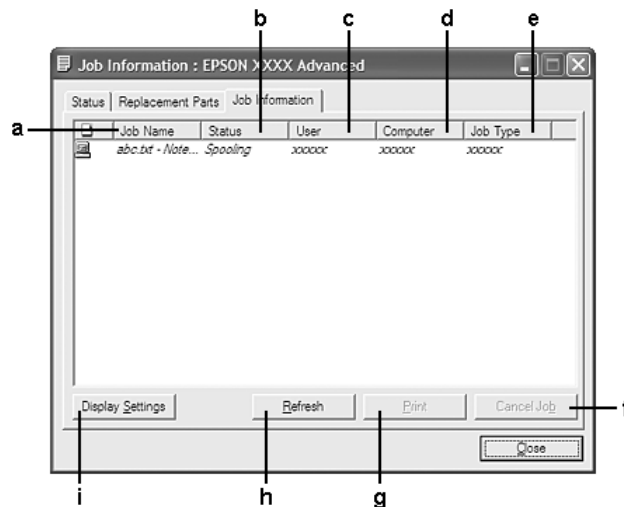 b c d e
Job Information : EPSON XXXX Advanced
Status Replacement Parts Job Information
a
Job Name Status User Computer Job Type
abc.txt - Note... Spooling xxxxxx xxxxxx xxxxxx
Display Settings Refresh Print Cancel Job
Close
i h g